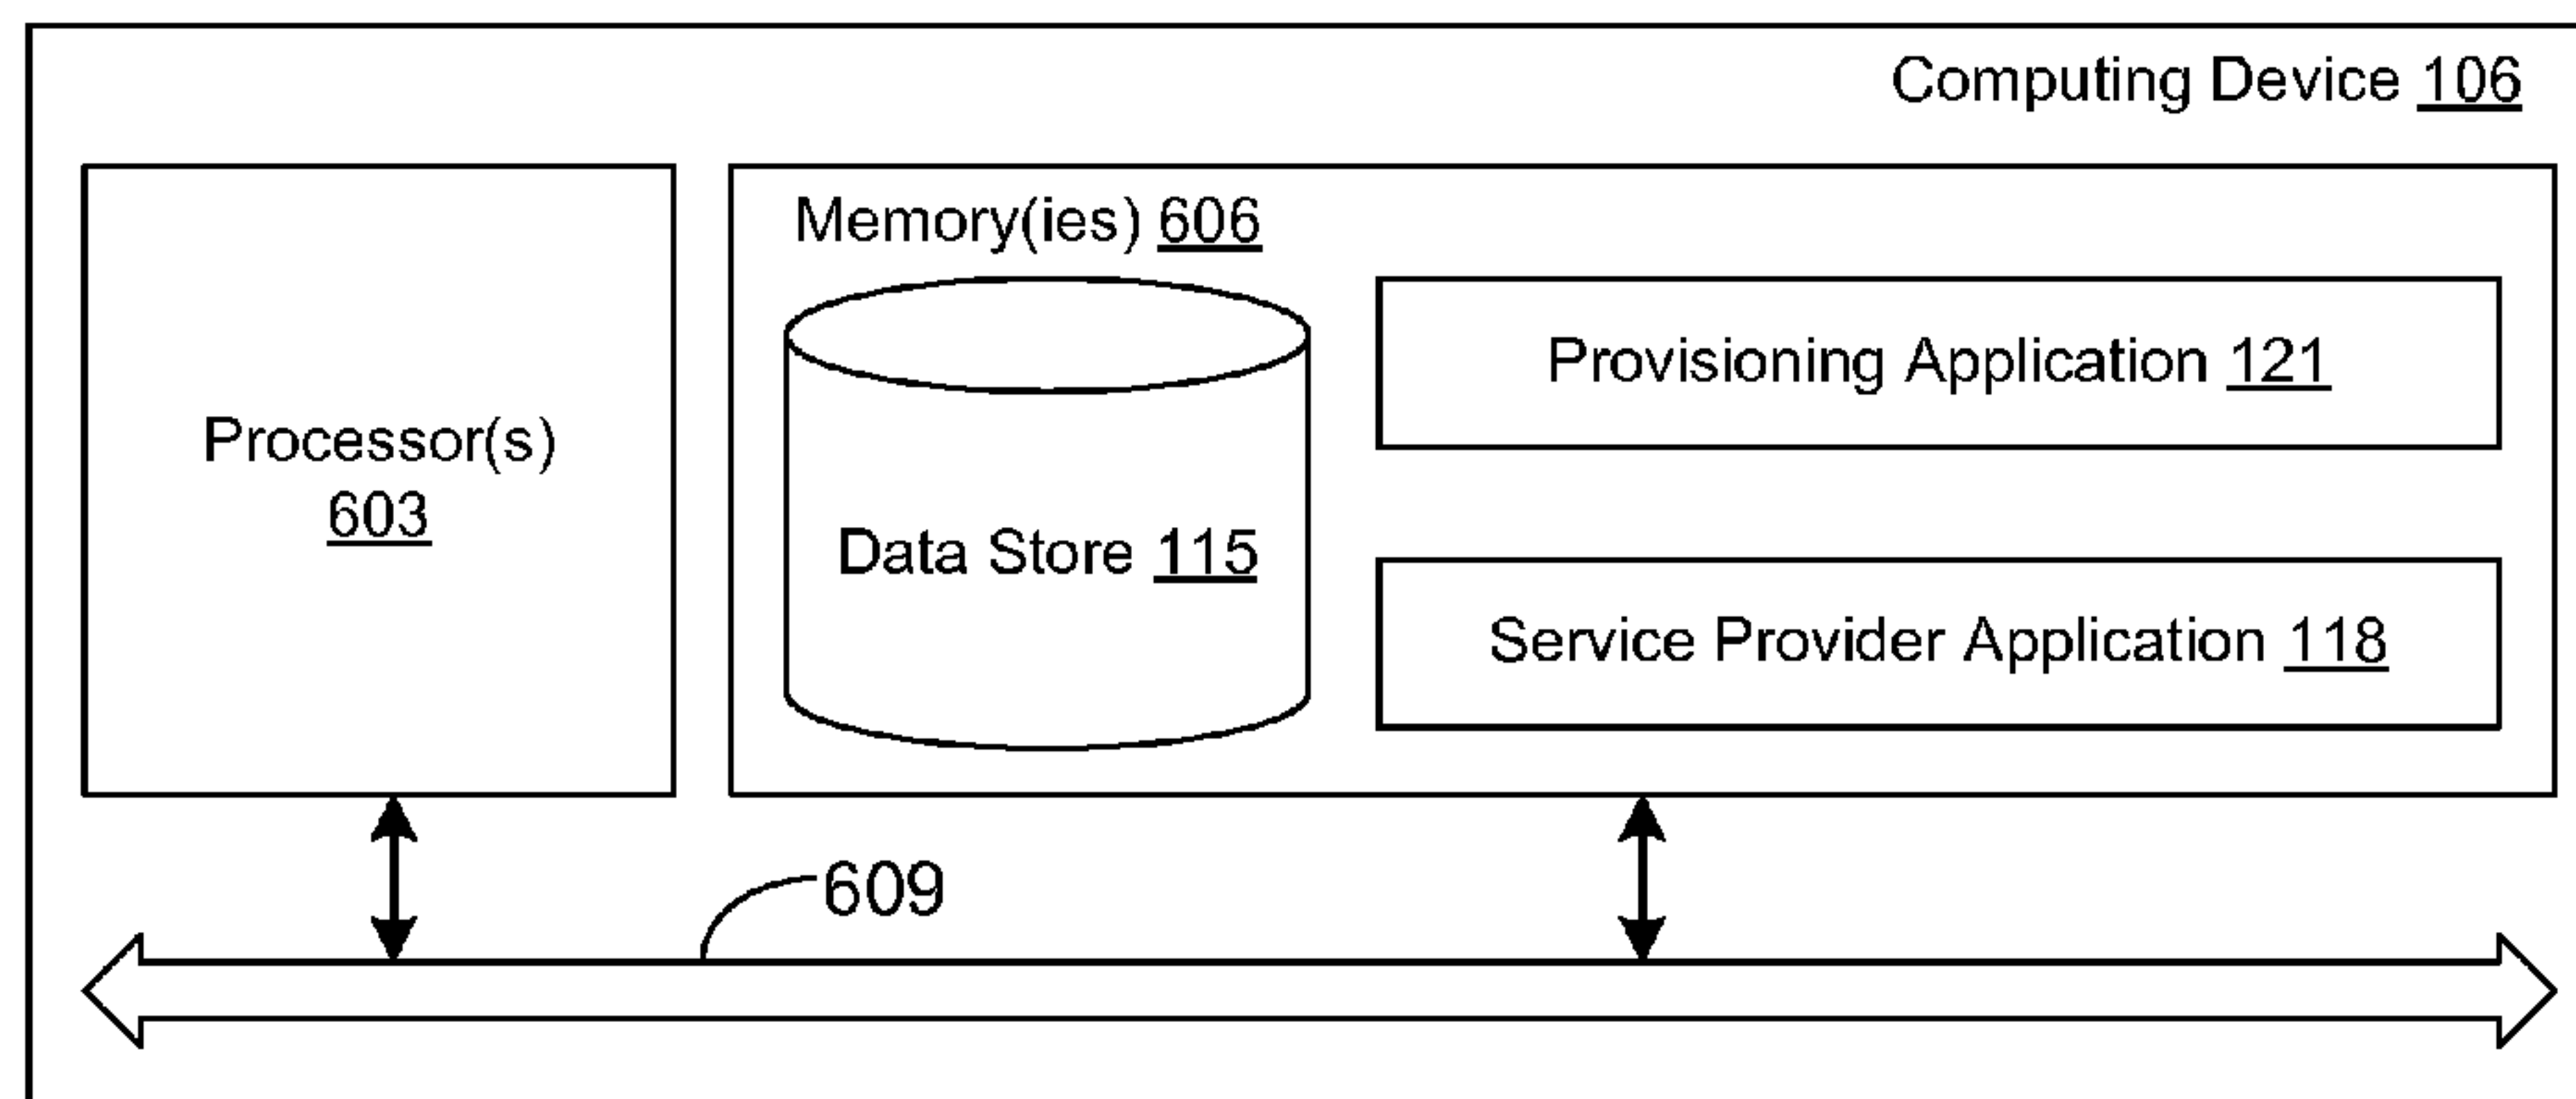 Computing Device 106
Memory(ies) 606
Provisioning Application 121
Processor(s)
603
Data Store 115
Service Provider Application 118
609